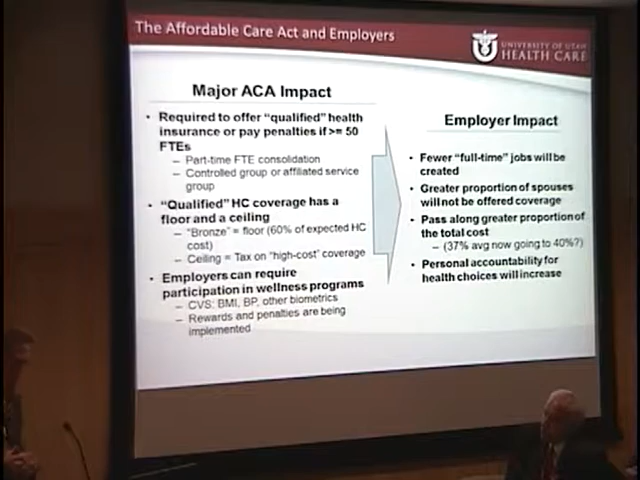 The Affordable Care Act and Employers
UNIVERSITY OF UTAH
HEALTH CARE
Major ACA Impact
• Required to offer "qualified" health
insurance or pay penalties if >= 50
FTEs
– Part-time FTE consolidation
– Controlled group or affiliated service
group
• "Qualified" HC coverage has a
floor and a ceiling
– "Bronze" = floor (60% of expected HC
cost)
– Ceiling = Tax on "high-cost" coverage
• Employers can require
participation in wellness programs
– CVS: BMI, BP, other biometrics
– Rewards and penalties are being
implemented
Employer Impact
• Fewer "full-time" jobs will be
created
• Greater proportion of spouses
will not be offered coverage
• Pass along greater proportion of
the total cost
– (37% avg now going to 40%?)
• Personal accountability for
health choices will increase